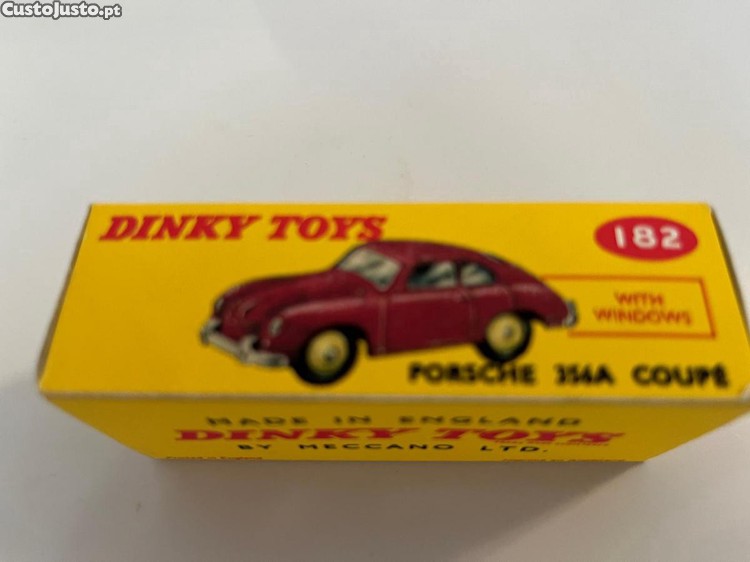 CustoJusto.pt
DINKY TOYS
182
WITH
WINDOWS
PORSCHE 356A COUPÉ
MADE IN ENGLAND
DINKY TOYS
BY MECCANO LTD.